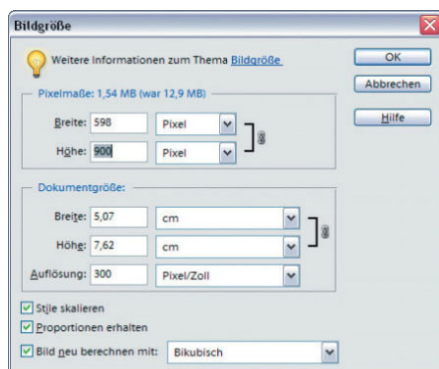 Bildgröße
Weitere Informationen zum Thema Bildgröße.
OK
Abbrechen
Hilfe
Pixelmaße: 1,54 MB (war 12,9 MB)
Breite: 598 Pixel
Höhe: 900 Pixel
Dokumentgröße:
Breite: 5,07 cm
Höhe: 7,62 cm
Auflösung: 300 Pixel/Zoll
Stile skalieren
Proportionen erhalten
Bild neu berechnen mit: Bikubisch